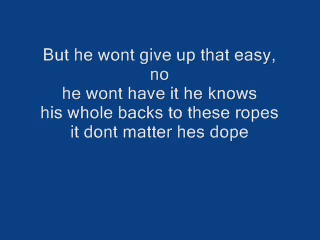 But he wont give up that easy,
no
he wont have it he knows
his whole backs to these ropes
it dont matter hes dope